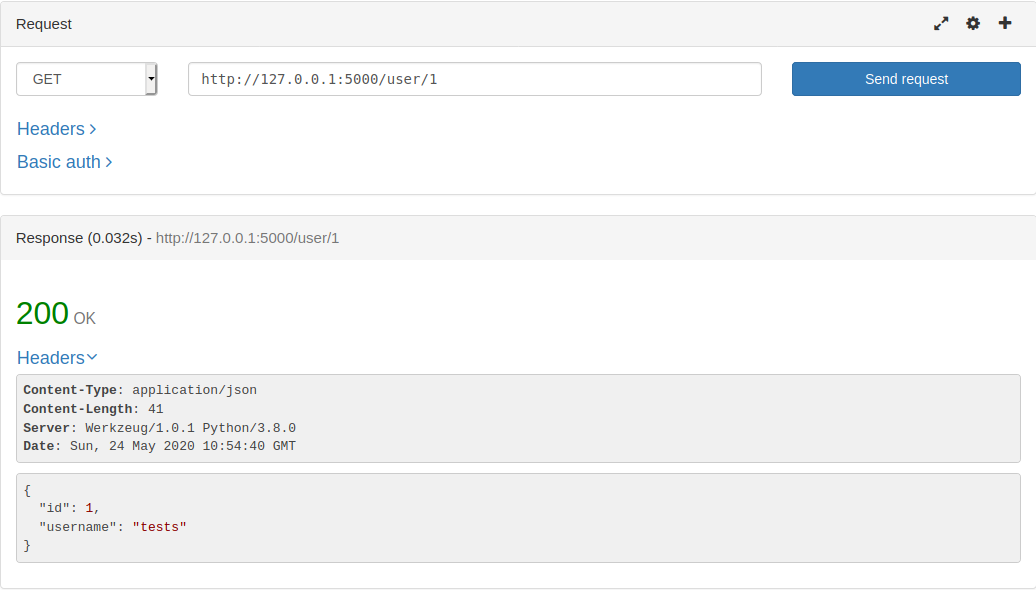 Request
GET
http://127.0.0.1:5000/user/1
Send request
Headers
Basic auth
Response (0.032s) - http://127.0.0.1:5000/user/1
200 OK
Headers
Content-Type: application/json
Content-Length: 41
Server: Werkzeug/1.0.1 Python/3.8.0
Date: Sun, 24 May 2020 10:54:40 GMT
{
  "id": 1,
  "username": "tests"
}